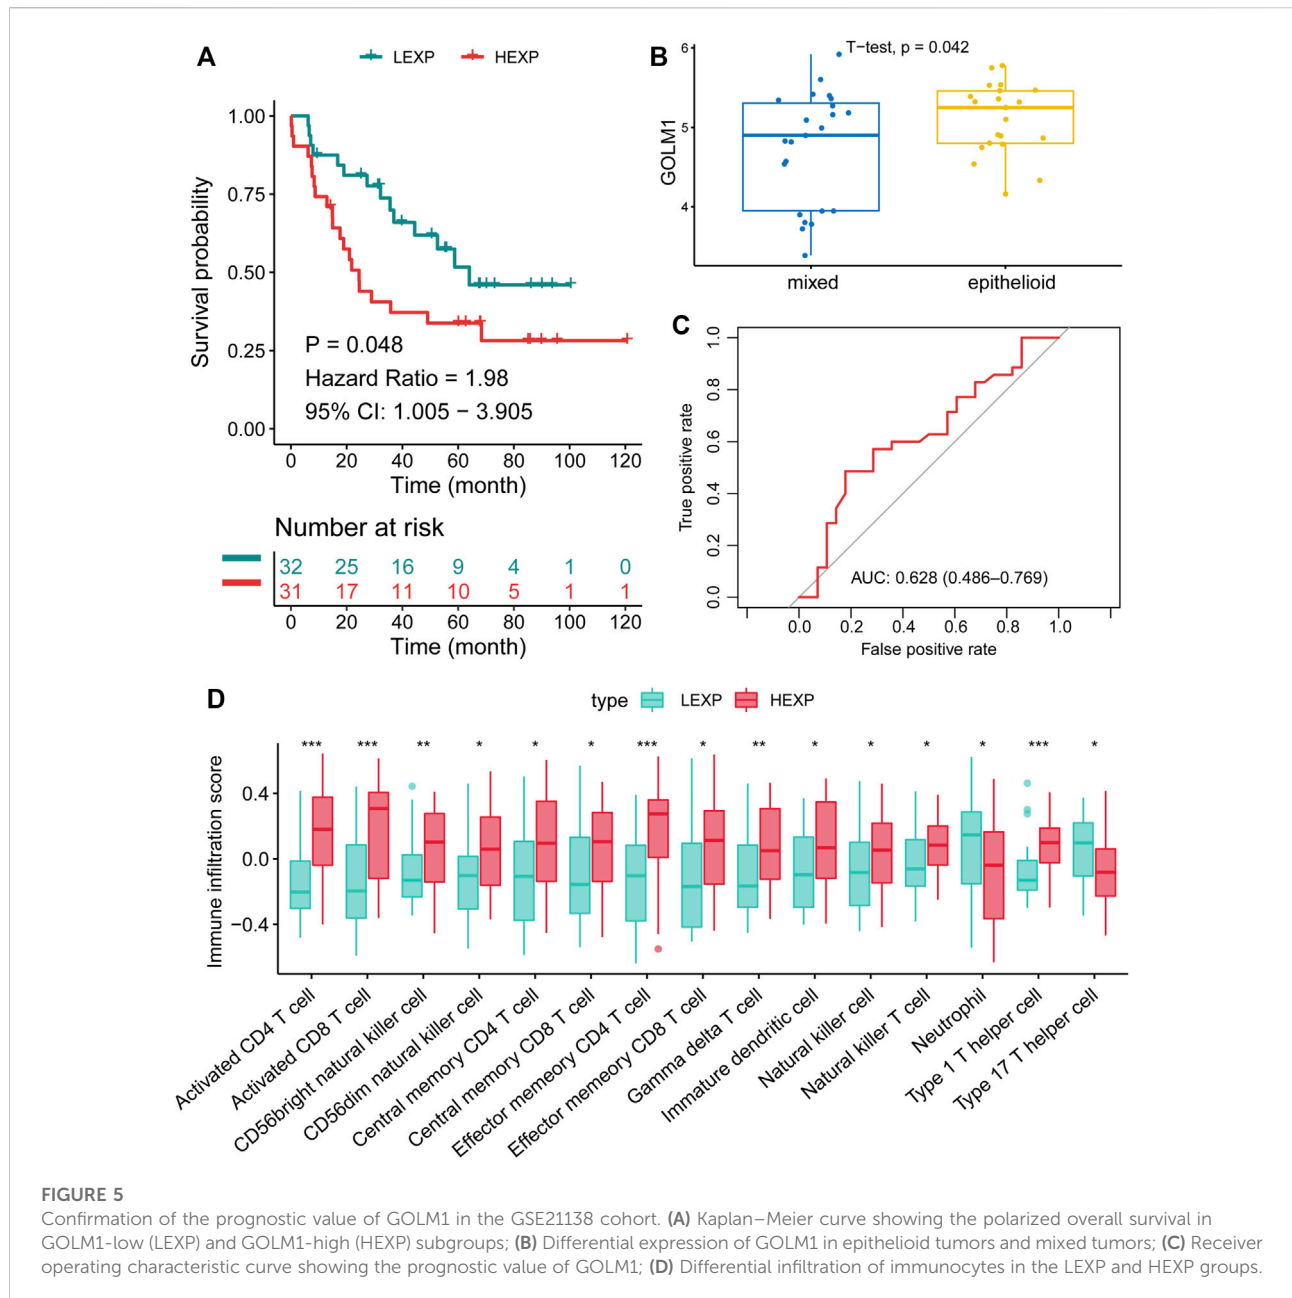 A
LEXP HEXP
Survival probability
1.00
0.75
0.50
0.25
0.00
P = 0.048
Hazard Ratio = 1.98
95% CI: 1.005 − 3.905
0 20 40 60 80 100 120
Time (month)
Number at risk
32 25 16 9 4 1 0
31 17 11 10 5 1 1
0 20 40 60 80 100 120
Time (month)
B
T−test, p = 0.042
GOLM1
6
5
4
mixed epithelioid
C
True positive rate
1.0
0.8
0.6
0.4
0.2
0.0
AUC: 0.628 (0.486–0.769)
0.0 0.2 0.4 0.6 0.8 1.0
False positive rate
D
type LEXP HEXP
Immune infiltration score
*** *** ** * * * *** * ** * * * * *** *
0.4
0.0
−0.4
Activated CD4 T cell
Activated CD8 T cell
CD56bright natural killer cell
CD56dim natural killer cell
Central memory CD4 T cell
Central memory CD8 T cell
Effector memeory CD4 T cell
Effector memeory CD8 T cell
Gamma delta T cell
Immature dendritic cell
Natural killer cell
Natural killer T cell
Neutrophil
Type 1 T helper cell
Type 17 T helper cell
FIGURE 5
Confirmation of the prognostic value of GOLM1 in the GSE21138 cohort. (A) Kaplan–Meier curve showing the polarized overall survival in
GOLM1-low (LEXP) and GOLM1-high (HEXP) subgroups; (B) Differential expression of GOLM1 in epithelioid tumors and mixed tumors; (C) Receiver
operating characteristic curve showing the prognostic value of GOLM1; (D) Differential infiltration of immunocytes in the LEXP and HEXP groups.